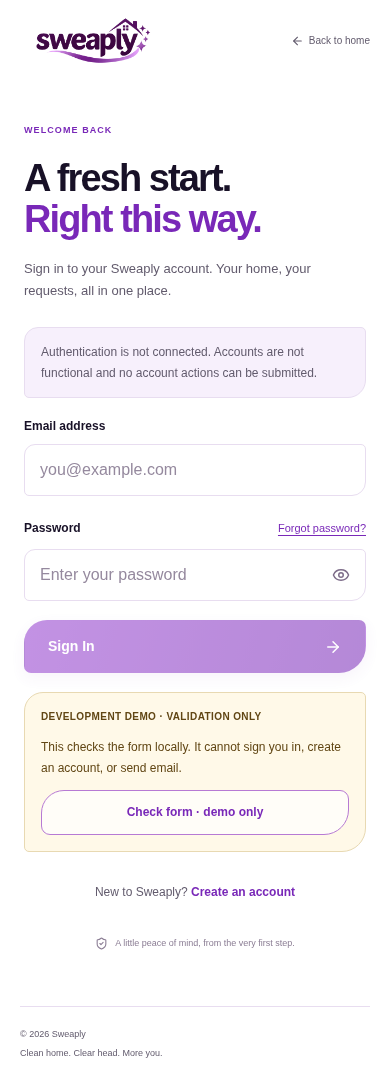 sweaply
Back to home
WELCOME BACK
A fresh start.
Right this way.
Sign in to your Sweaply account. Your home, your
requests, all in one place.
Authentication is not connected. Accounts are not
functional and no account actions can be submitted.
Email address
you@example.com
Password
Forgot password?
Enter your password
Sign In
DEVELOPMENT DEMO · VALIDATION ONLY
This checks the form locally. It cannot sign you in, create
an account, or send email.
Check form · demo only
New to Sweaply? Create an account
A little peace of mind, from the very first step.
© 2026 Sweaply
Clean home. Clear head. More you.